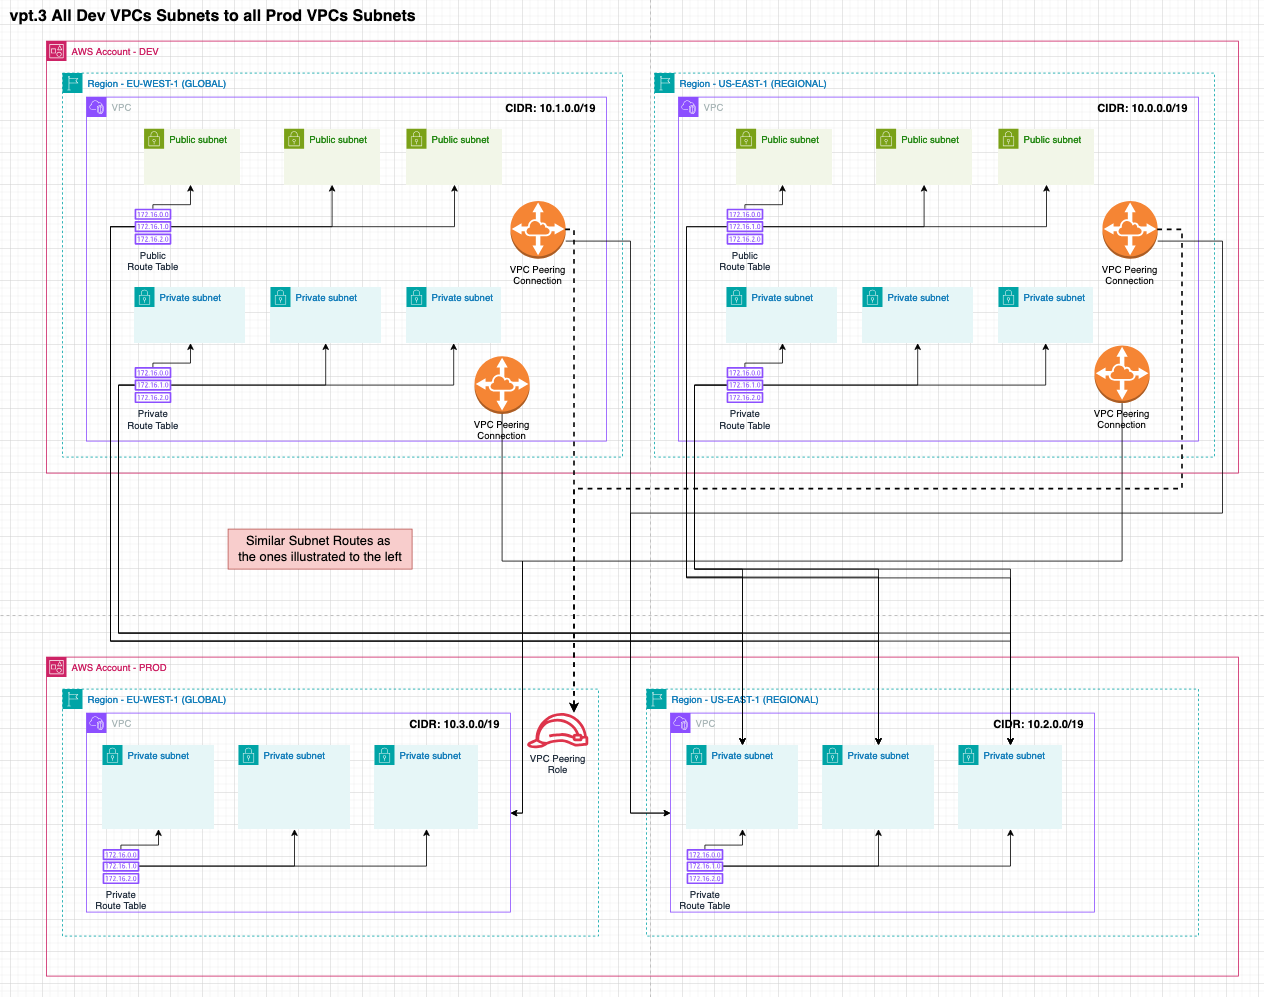 vpt.3 All Dev VPCs Subnets to all Prod VPCs Subnets
AWS Account - DEV
Region - EU-WEST-1 (GLOBAL)
VPC
CIDR: 10.1.0.0/19
Public subnet
Public subnet
Public subnet
172.16.0.0
172.16.1.0
172.16.2.0
Public
Route Table
VPC Peering
Connection
Private subnet
Private subnet
Private subnet
172.16.0.0
172.16.1.0
172.16.2.0
Private
Route Table
VPC Peering
Connection
Region - US-EAST-1 (REGIONAL)
VPC
CIDR: 10.0.0.0/19
Public subnet
Public subnet
Public subnet
172.16.0.0
172.16.1.0
172.16.2.0
Public
Route Table
VPC Peering
Connection
Private subnet
Private subnet
Private subnet
172.16.0.0
172.16.1.0
172.16.2.0
Private
Route Table
VPC Peering
Connection
Similar Subnet Routes as
the ones illustrated to the left
AWS Account - PROD
Region - EU-WEST-1 (GLOBAL)
VPC
CIDR: 10.3.0.0/19
Private subnet
Private subnet
Private subnet
172.16.0.0
172.16.1.0
172.16.2.0
Private
Route Table
VPC Peering
Role
Region - US-EAST-1 (REGIONAL)
VPC
CIDR: 10.2.0.0/19
Private subnet
Private subnet
Private subnet
172.16.0.0
172.16.1.0
172.16.2.0
Private
Route Table